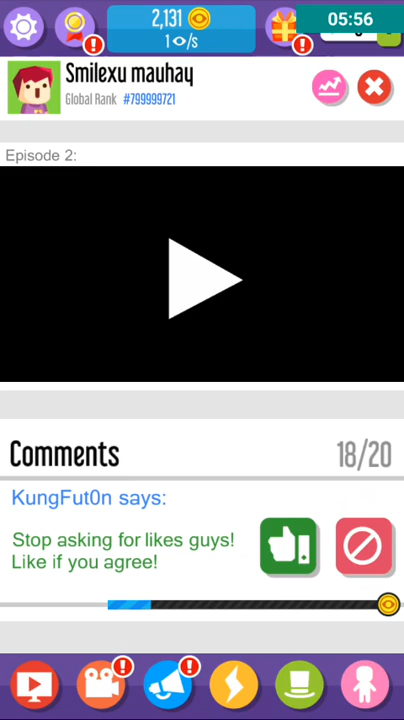 2,131
1 /s
05:56
Smilexu mauhay
Global Rank #799999721
Episode 2:
Comments 18/20
KungFut0n says:
Stop asking for likes guys!
Like if you agree!